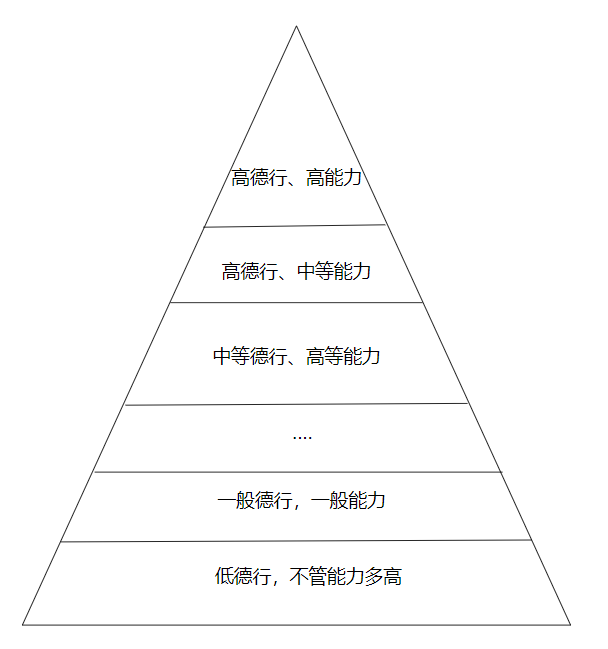 高德行、高能力
高德行、中等能力
中等德行、高等能力
....
一般德行，一般能力
低德行，不管能力多高